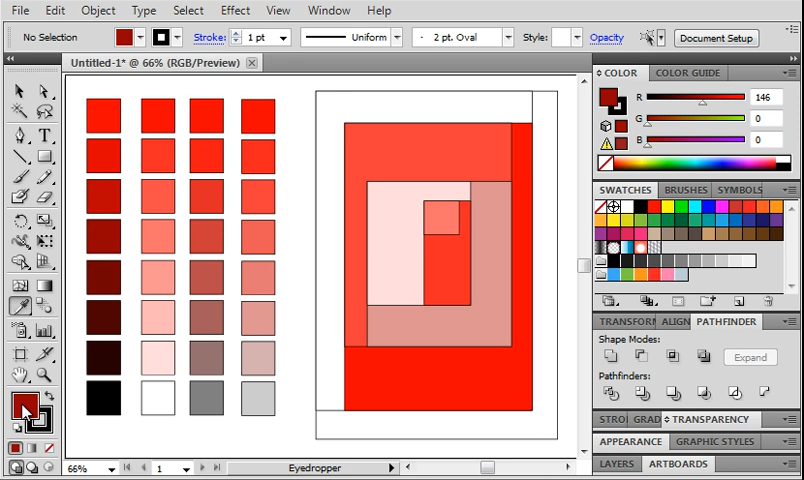 File Edit Object Type Select Effect View Window Help
No Selection Stroke: 1 pt Uniform - 2 pt. Oval Style: Opacity Document Setup
Untitled-1* @ 66% (RGB/Preview)
COLOR COLOR GUIDE
R 146
G 0
B 0
SWATCHES BRUSHES SYMBOLS
TRANSFORM ALIGN PATHFINDER
Shape Modes:
Expand
Pathfinders:
STRO GRAD TRANSPARENCY
APPEARANCE GRAPHIC STYLES
LAYERS ARTBOARDS
66% 1 Eyedropper